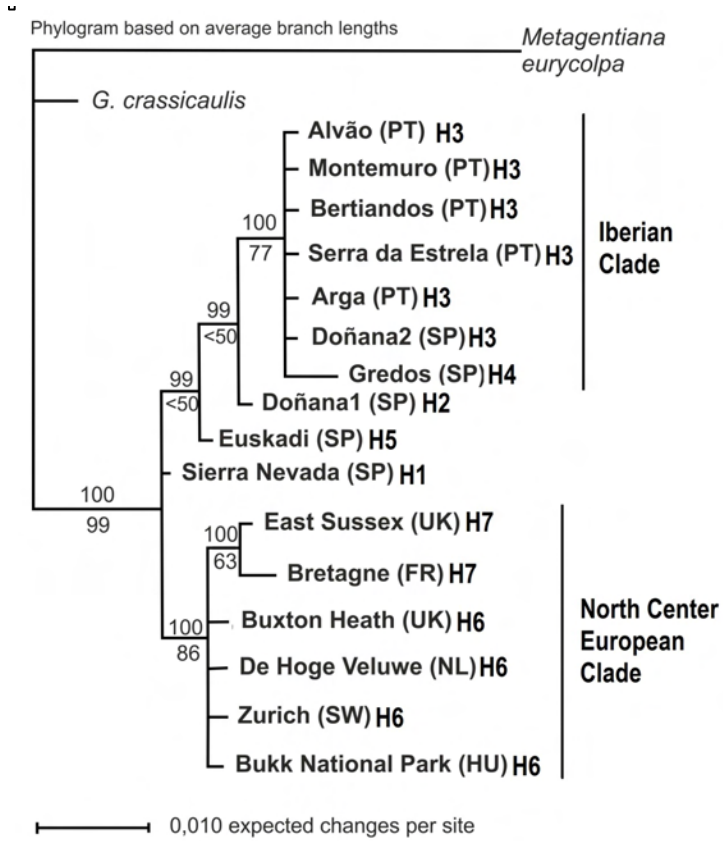 Phylogram based on average branch lengths
Metagentiana
eurycolpa
G. crassicaulis
Alvão (PT) H3
Montemuro (PT)H3
Bertiandos (PT)H3
100
77
Serra da Estrela (PT)H3
Iberian
Clade
Arga (PT)H3
99
<50
Doñana2 (SP)H3
Gredos (SP)H4
99
<50
Doñana1 (SP) H2
Euskadi (SP) H5
Sierra Nevada (SP) H1
100
99
East Sussex (UK) H7
100
63
Bretagne (FR) H7
Buxton Heath (UK) H6
North Center
European
Clade
100
86
De Hoge Veluwe (NL)H6
Zurich (SW)H6
Bukk National Park (HU)H6
0,010 expected changes per site